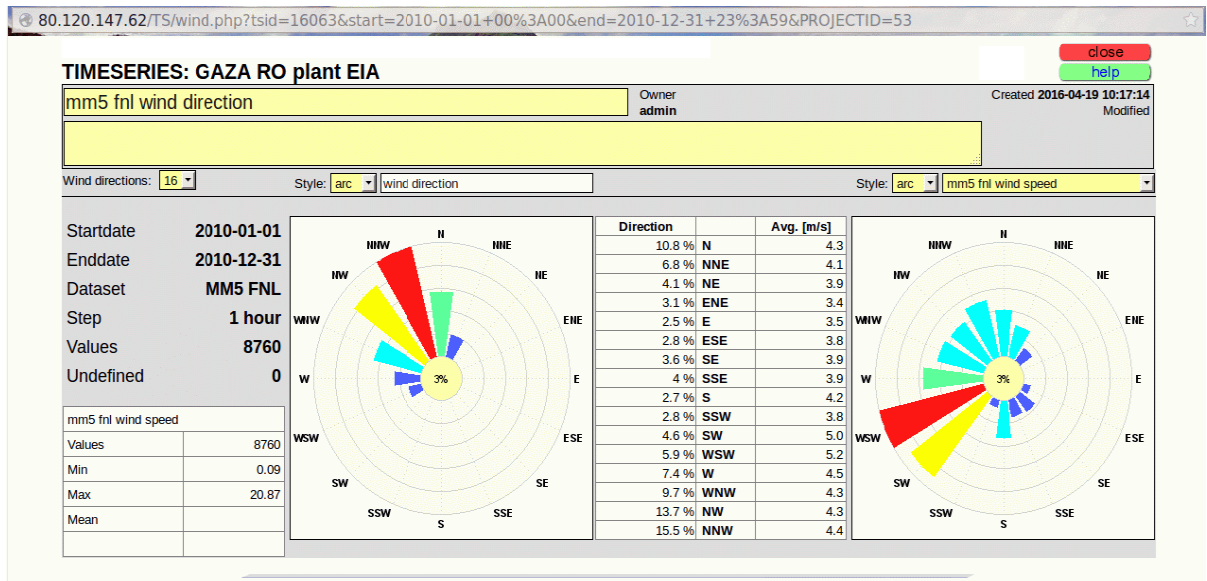 80.120.147.62/TS/wind.php?tsid=16063&start=2010-01-01+00%3A00&end=2010-12-31+23%3A59&PROJECTID=53
close
TIMESERIES: GAZA RO plant EIA
help
mm5 fnl wind direction
Owner
admin
Created 2016-04-19 10:17:14
Modified
Wind directions: 16
Style: arc wind direction
Style: arc mm5 fnl wind speed
Startdate 2010-01-01
Enddate 2010-12-31
Dataset MM5 FNL
Step 1 hour
Values 8760
Undefined 0
mm5 fnl wind speed
Values 8760
Min 0.09
Max 20.87
Mean
N
NNE
NE
ENE
E
ESE
SE
SSE
S
SSW
SW
WSW
W
WNW
NW
NNW
3%
Direction Avg. [m/s]
10.8 % N 4.3
6.8 % NNE 4.1
4.1 % NE 3.9
3.1 % ENE 3.4
2.5 % E 3.5
2.8 % ESE 3.8
3.6 % SE 3.9
4 % SSE 3.9
2.7 % S 4.2
2.8 % SSW 3.8
4.6 % SW 5.0
5.9 % WSW 5.2
7.4 % W 4.5
9.7 % WNW 4.3
13.7 % NW 4.3
15.5 % NNW 4.4
N
NNE
NE
ENE
E
ESE
SE
SSE
S
SSW
SW
WSW
W
WNW
NW
NNW
3%